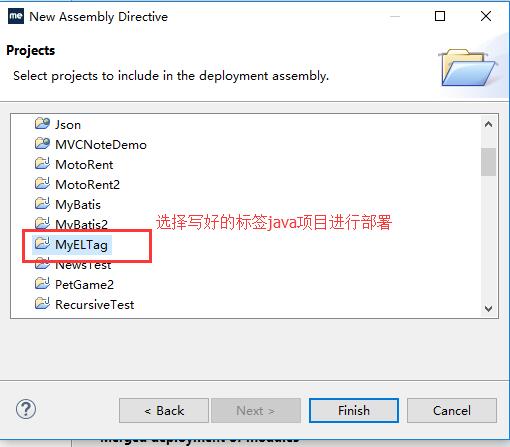 me New Assembly Directive
Projects
Select projects to include in the deployment assembly.
Json
MVCNoteDemo
MotoRent
MotoRent2
MyBatis
MyBatis2
选择写好的标签java项目进行部署
MyELTag
NewsTest
PetGame2
RecursiveTest
?
< Back
Next >
Finish
Cancel
Merged deployment of modules